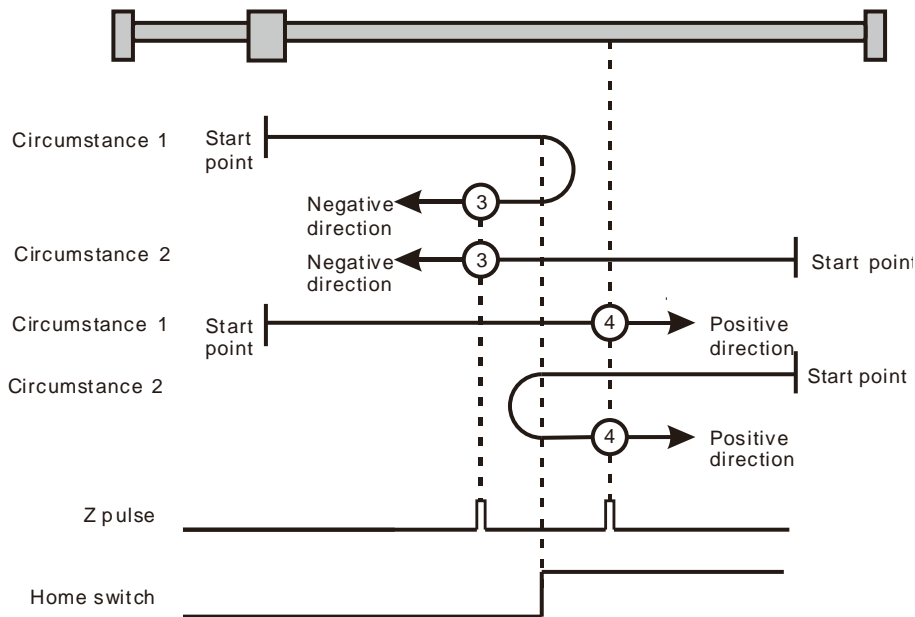 Circumstance 1
Start
point
3
Negative
direction
Circumstance 2
3
Negative
direction
Start point
Circumstance 1
Start
point
4
Positive
direction
Circumstance 2
Start point
4
Positive
direction
Z pulse
Home switch